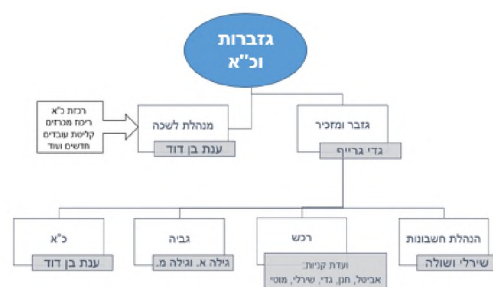 גזברות
וכ"א
גזבר ומזכיר
גדי גרייף
מנהלת לשכה
ענת בן דוד
רכזת כ"א
ריכוז מכרזים
קליטת עובדים
חדשים ועוד
הנהלת חשבונות
שירלי ושולה
רכש
ועדת קניות:
אביטל, חנן, גדי, שירלי, מוטי
גביה
גילה א. וגילה מ.
כ"א
ענת בן דוד